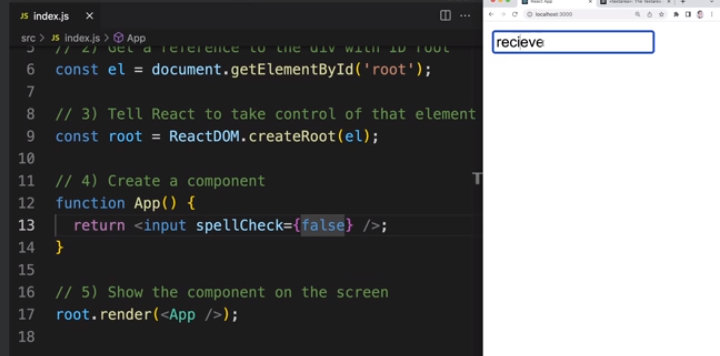 JS index.js ×
src > JS index.js > App
5 // 2) Get a reference to the div with ID root
6 const el = document.getElementById('root');
7
8 // 3) Tell React to take control of that element
9 const root = ReactDOM.createRoot(el);
10
11 // 4) Create a component
12 function App() {
13 return <input spellCheck={false} />;
14 }
15
16 // 5) Show the component on the screen
17 root.render(<App />);
18
React App
localhost:3000
recieve